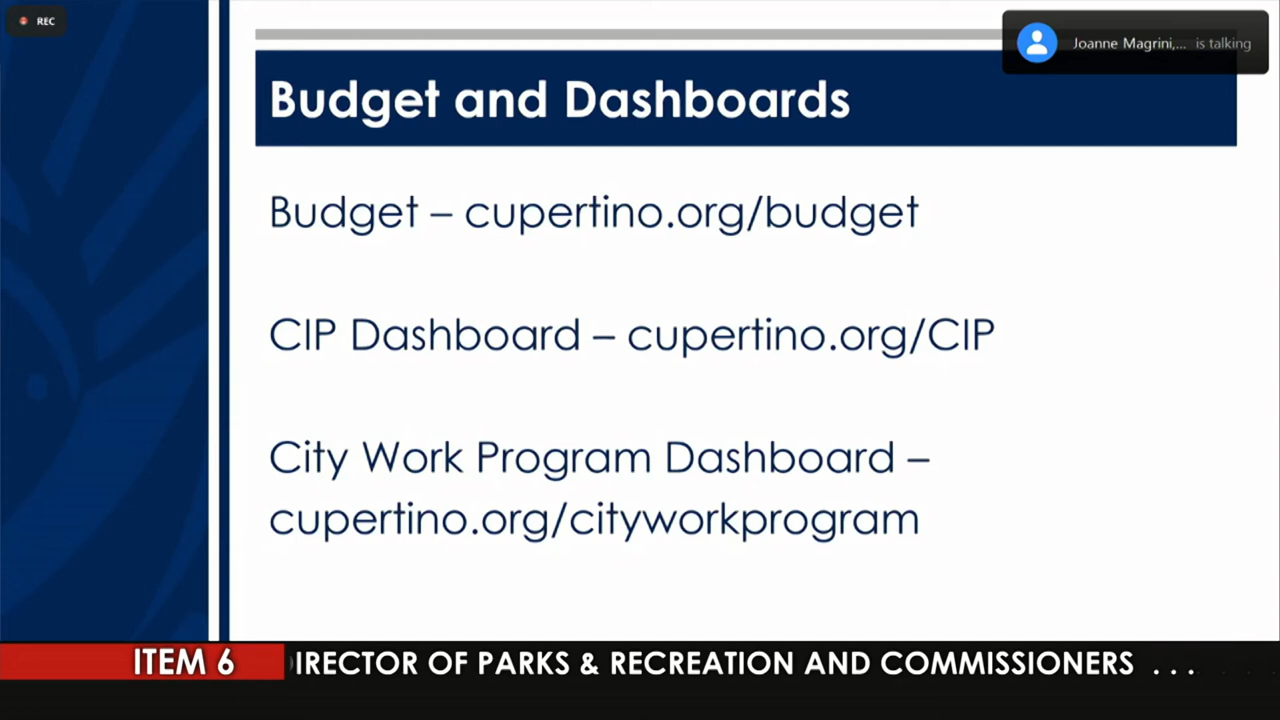 REC
Joanne Magrini,... is talking
Budget and Dashboards
Budget – cupertino.org/budget
CIP Dashboard – cupertino.org/CIP
City Work Program Dashboard –
cupertino.org/cityworkprogram
ITEM 6 IRECTOR OF PARKS & RECREATION AND COMMISSIONERS . . .